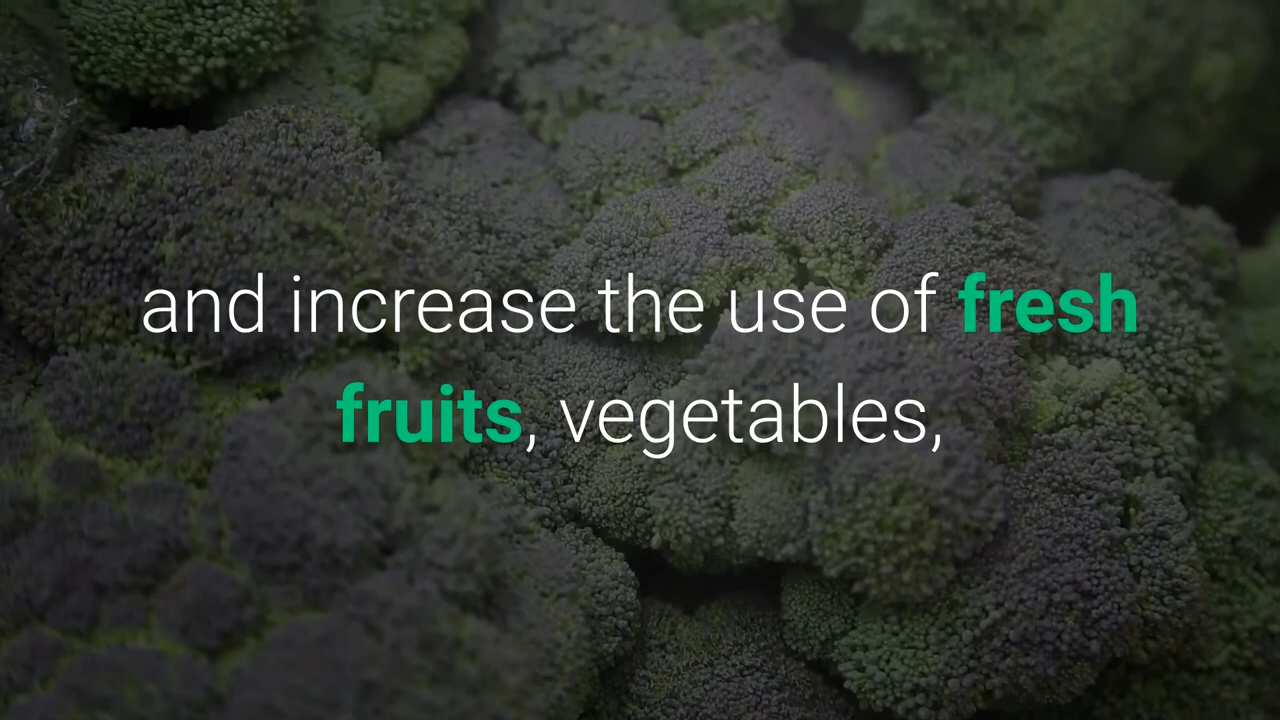 and increase the use of fresh
fruits, vegetables,